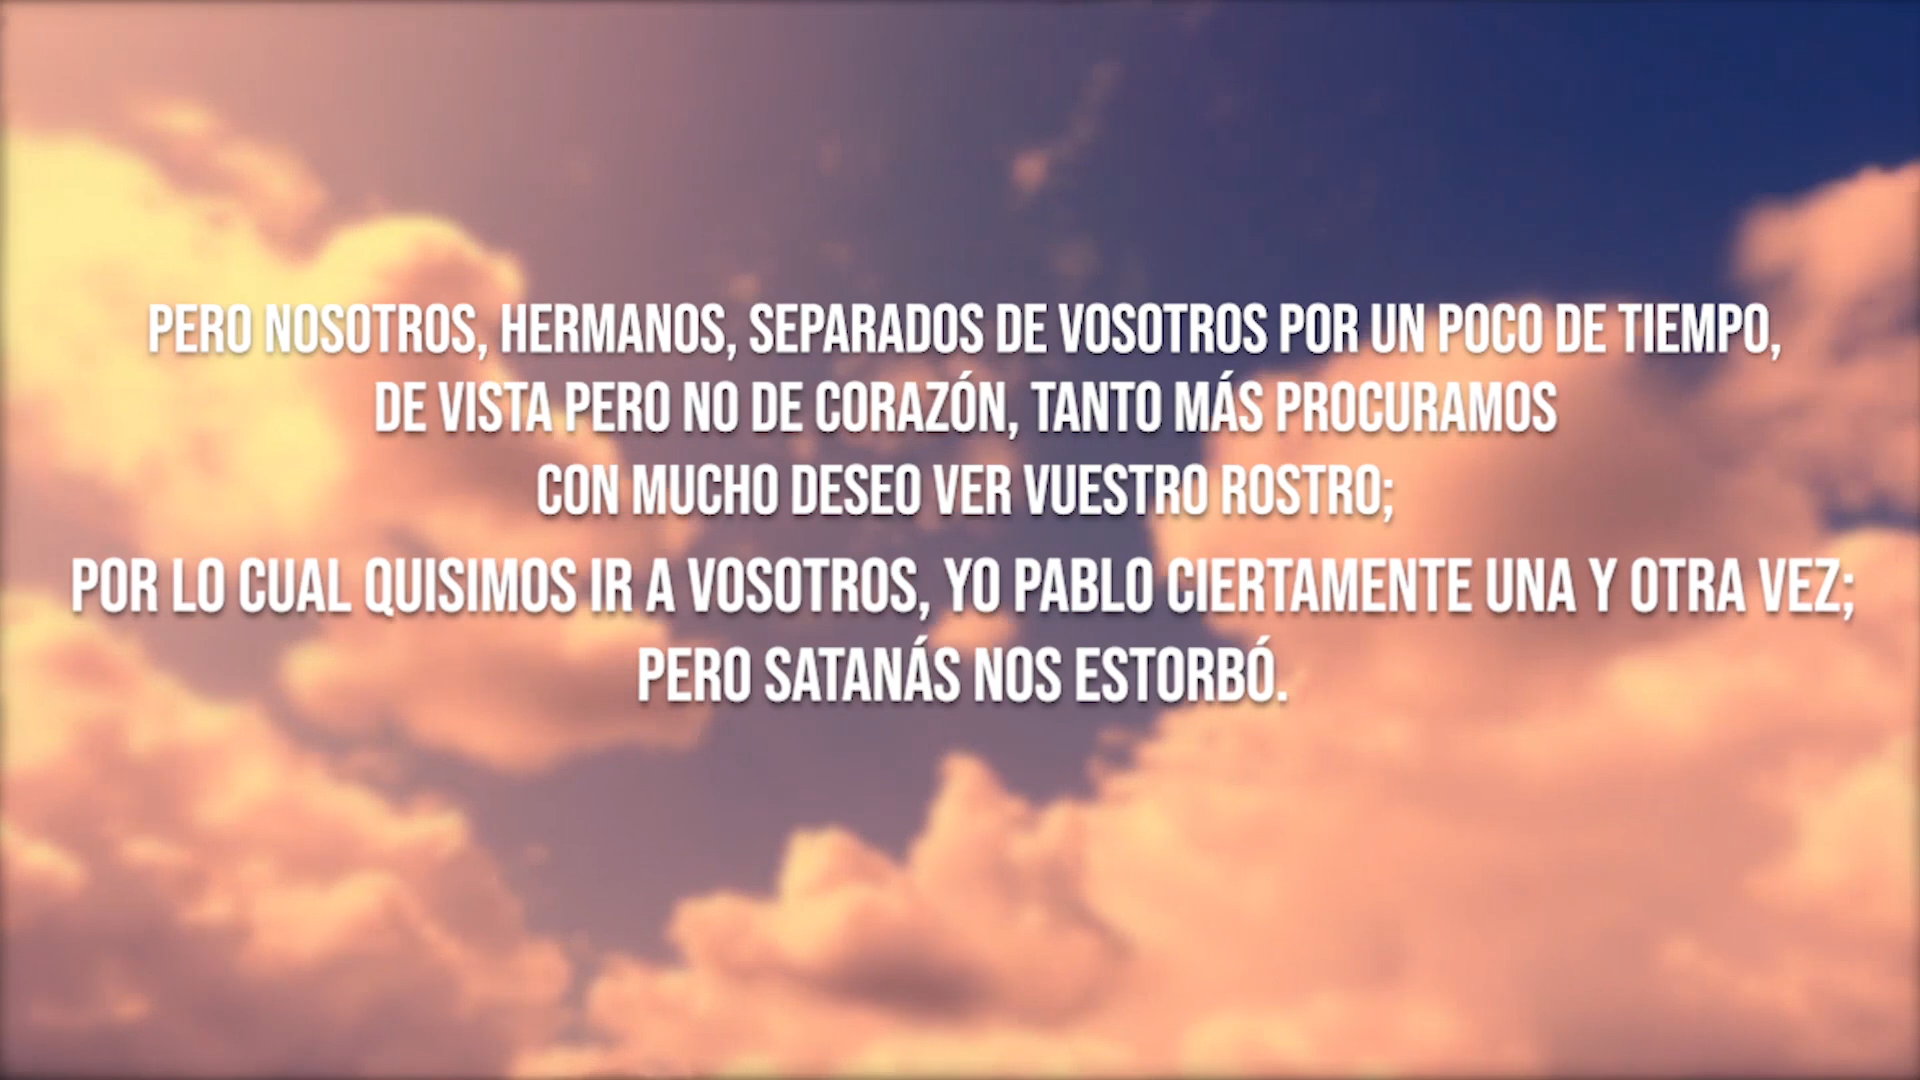 PERO NOSOTROS, HERMANOS, SEPARADOS DE VOSOTROS POR UN POCO DE TIEMPO,
DE VISTA PERO NO DE CORAZÓN, TANTO MÁS PROCURAMOS
CON MUCHO DESEO VER VUESTRO ROSTRO;
POR LO CUAL QUISIMOS IR A VOSOTROS, YO PABLO CIERTAMENTE UNA Y OTRA VEZ;
PERO SATANÁS NOS ESTORBÓ.